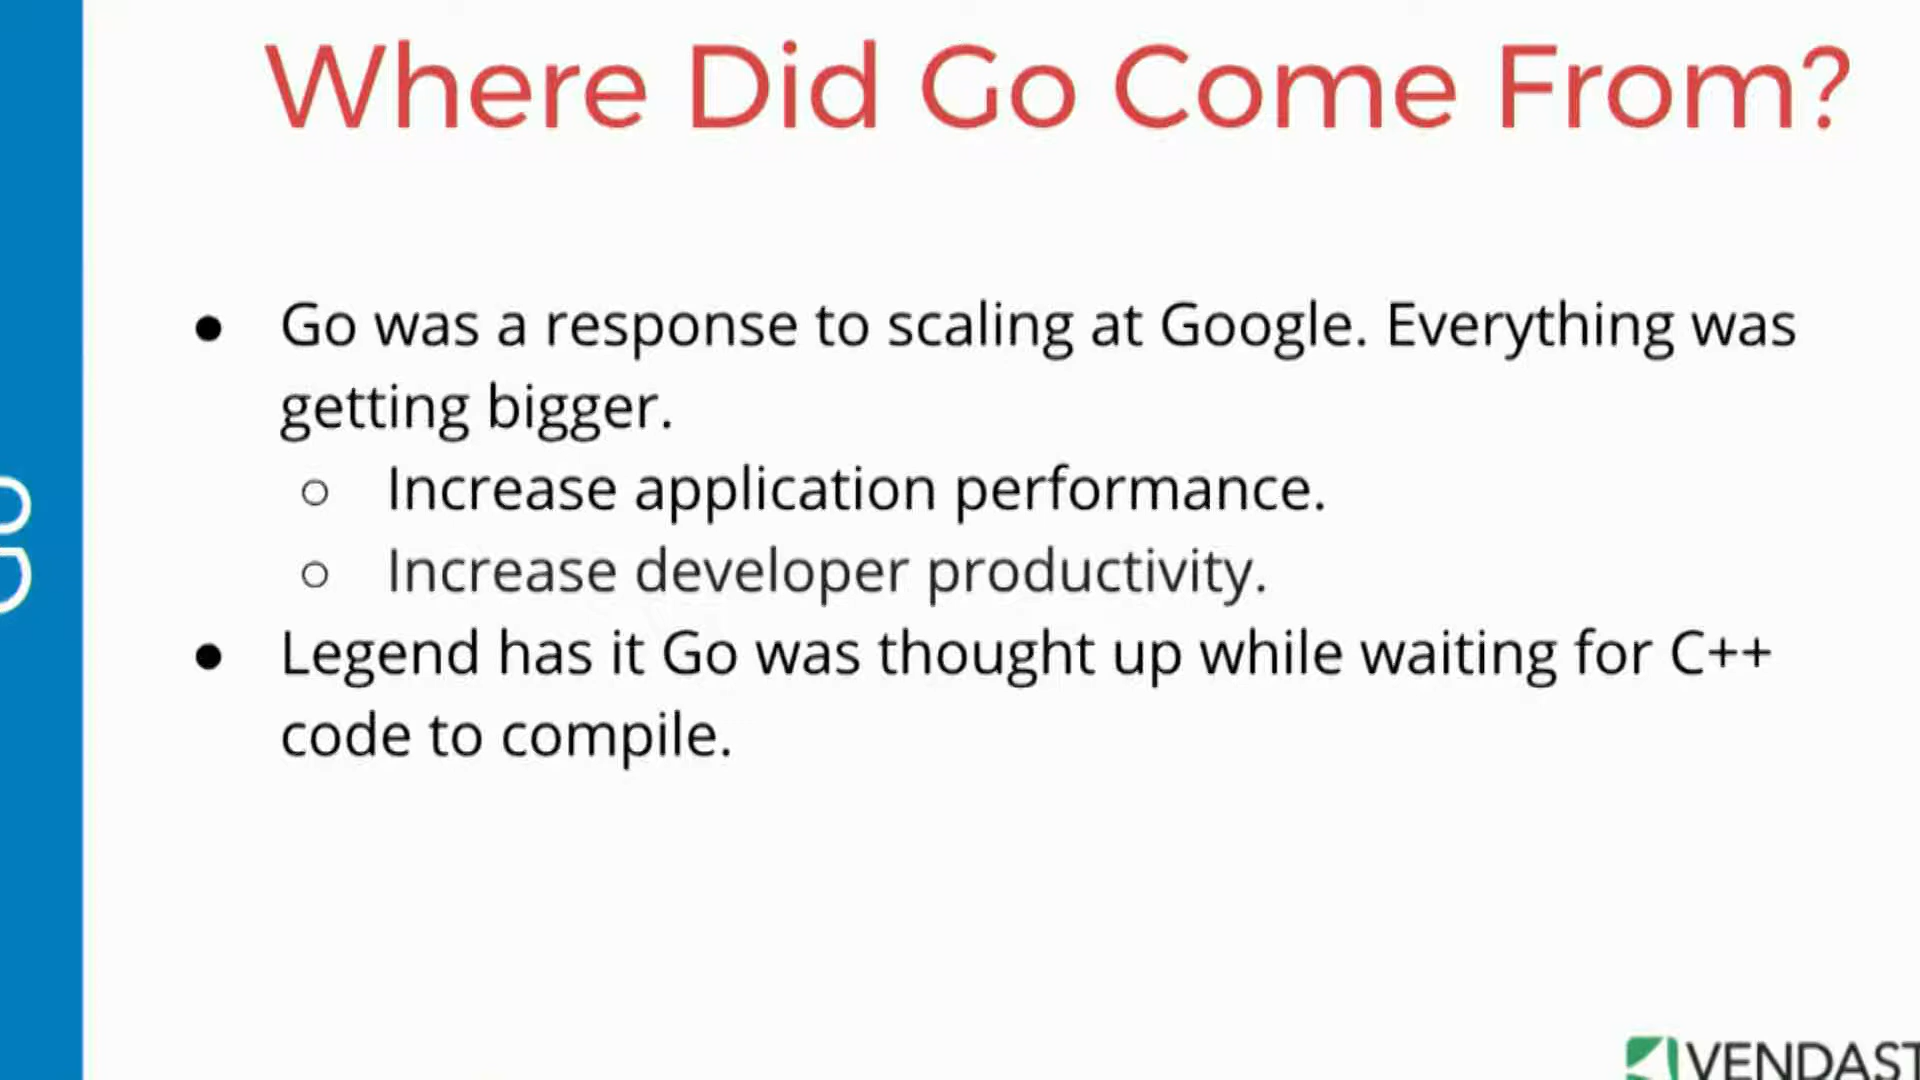 Where Did Go Come From?
● Go was a response to scaling at Google. Everything was
getting bigger.
○ Increase application performance.
○ Increase developer productivity.
● Legend has it Go was thought up while waiting for C++
code to compile.
VENDAST